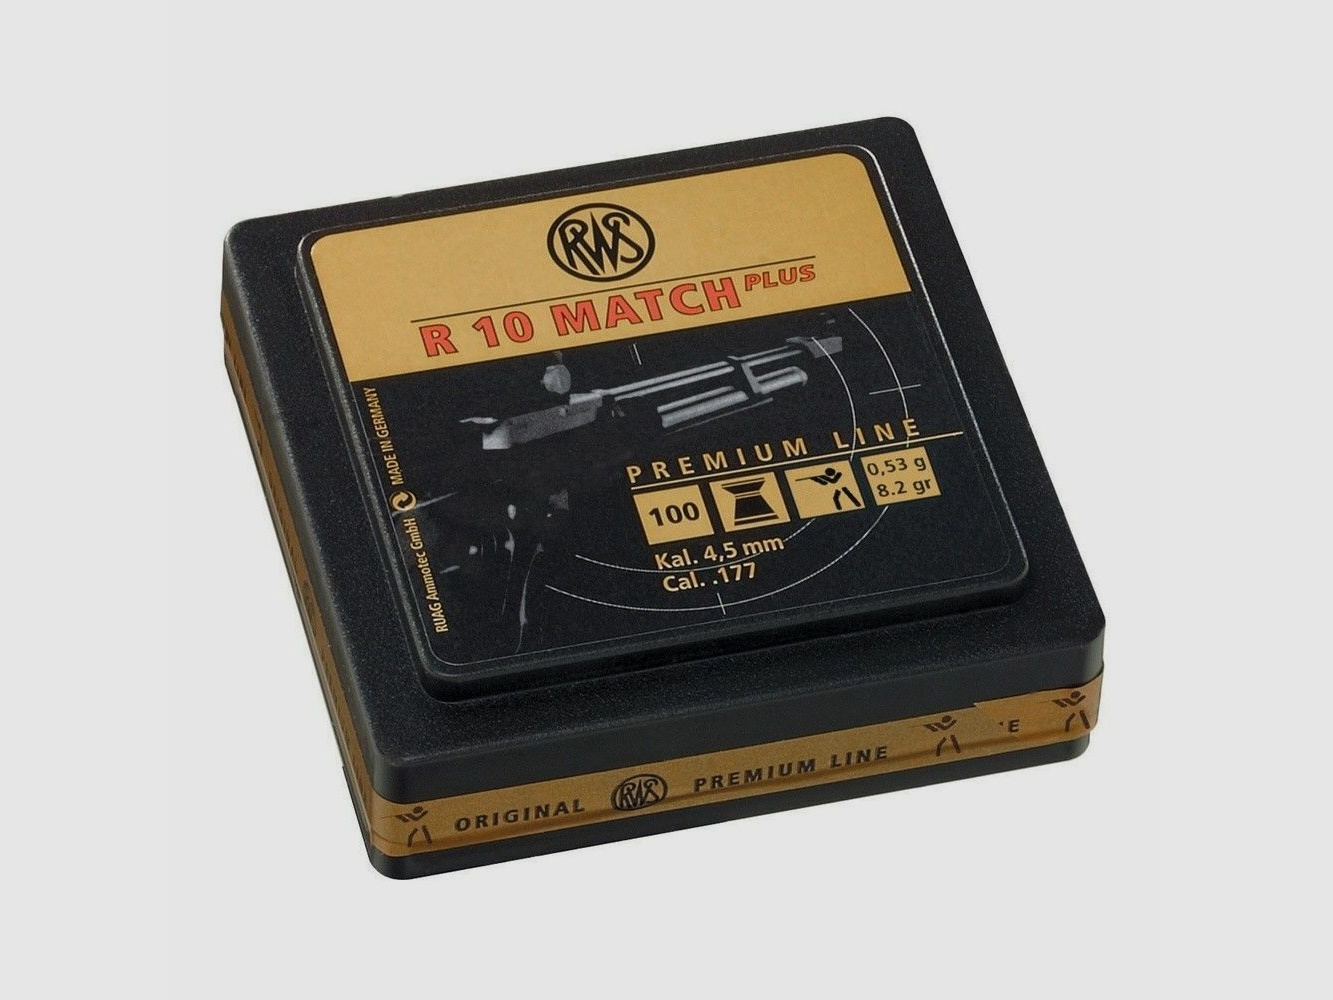 RWS
R 10 MATCH PLUS
MADE IN GERMANY
RUAG Ammotec GmbH
PREMIUM LINE
100
0,53 g
8.2 gr
Kal. 4,5 mm
Cal. .177
ORIGINAL RWS PREMIUM LINE E